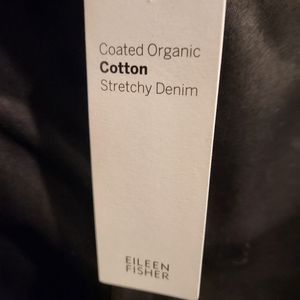 Coated Organic
Cotton
Stretchy Denim
EILEEN
FISHER